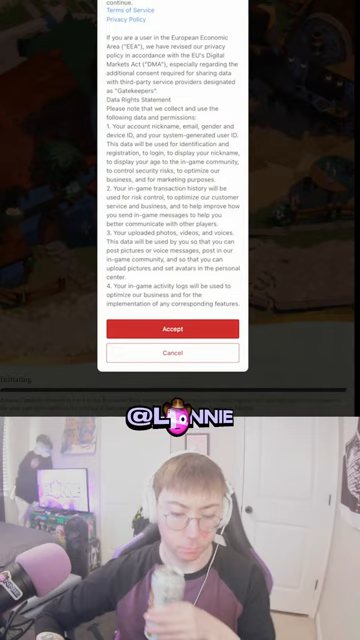 continue.
Terms of Service
Privacy Policy
If you are a user in the European Economic
Area ("EEA"), we have revised our privacy
policy in accordance with the EU's Digital
Markets Act ("DMA"), especially regarding the
additional consent required for sharing data
with third-party service providers designated
as "Gatekeepers".
Data Rights Statement
Please note that we collect and use the
following data and permissions:
1. Your account nickname, email, gender and
device ID, and your system-generated user ID.
This data will be used for identification and
registration, to login, to display your nickname,
to display your age to the in-game community,
to control security risks, to optimize our
business, and for marketing purposes.
2. Your in-game transaction history will be
used for risk control, to optimize our customer
service and business, and to help improve how
you send in-game messages to help you
better communicate with other players.
3. Your uploaded photos, videos, and voices.
This data will be used by you so that you can
post pictures or voice messages, post in our
in-game community, and so that you can
upload pictures and set avatars in the personal
center.
4. Your in-game activity logs will be used to
optimize our business and for the
implementation of any corresponding features.
Accept
Cancel
@LONNIE